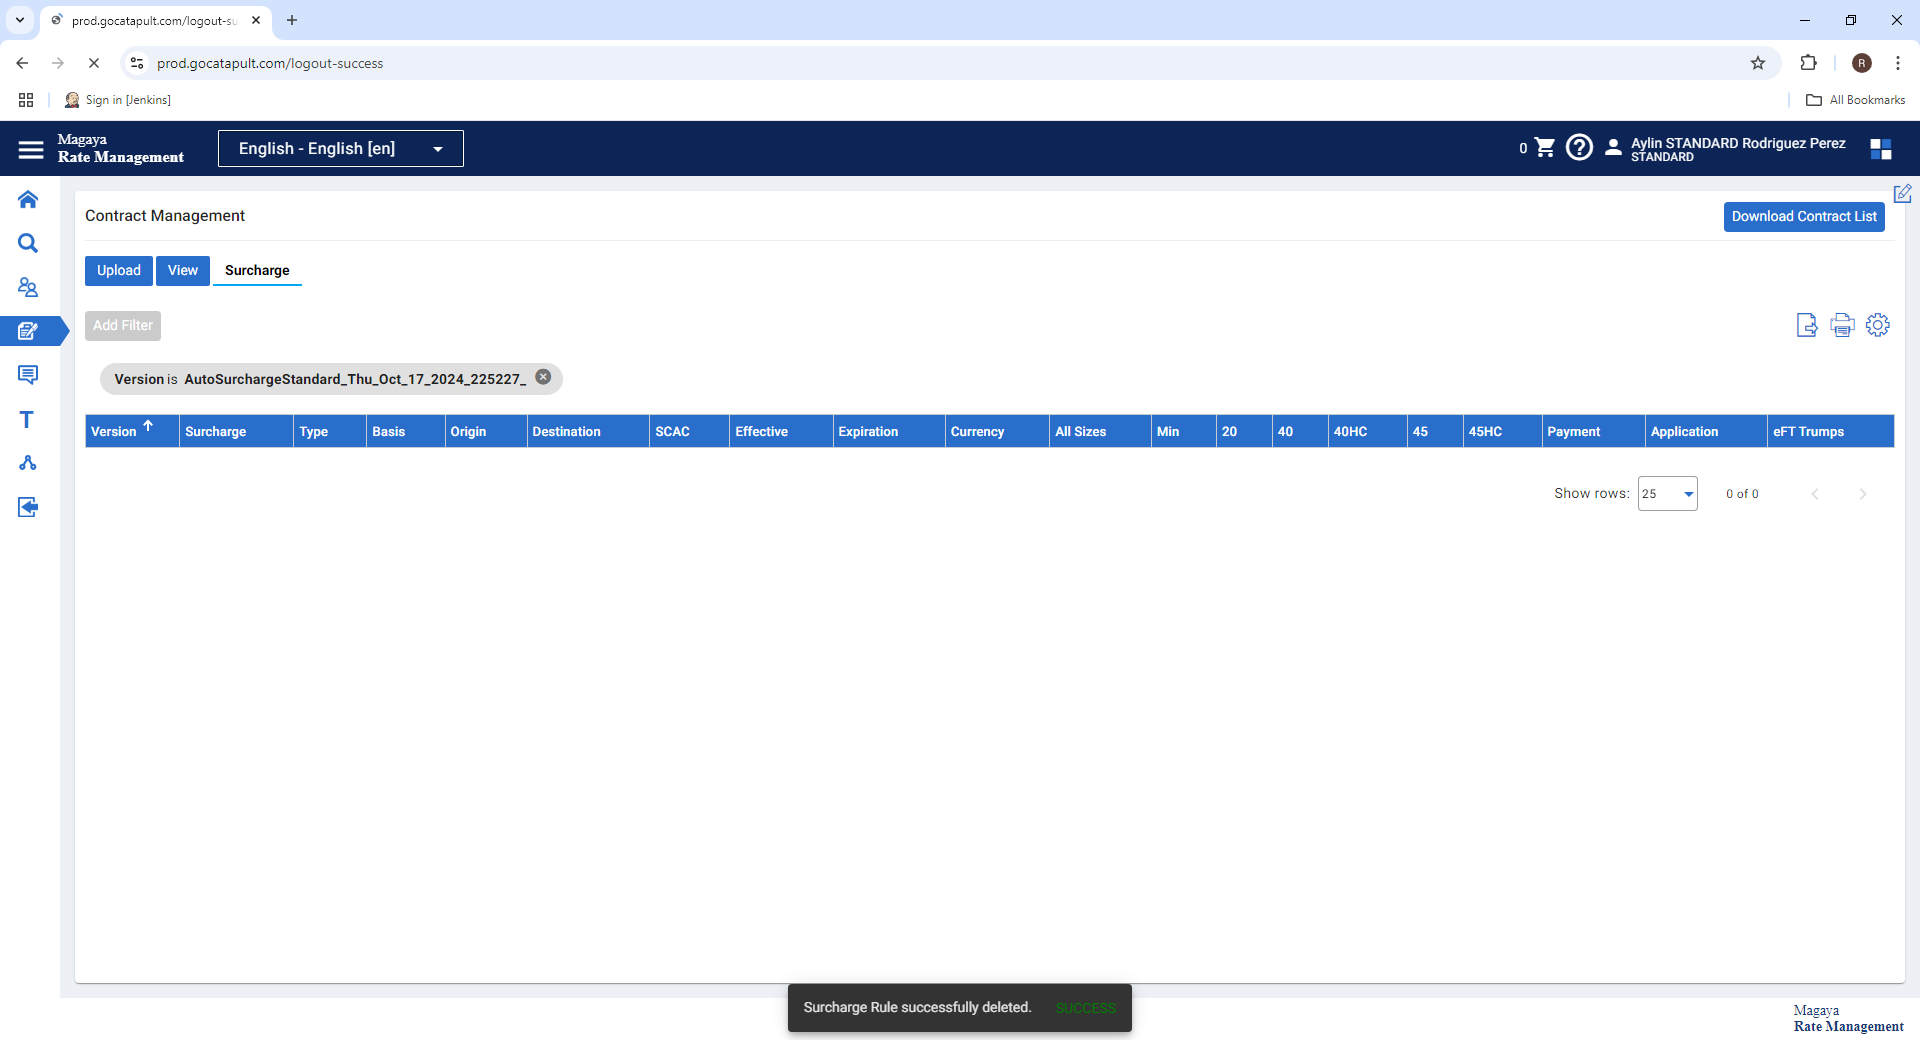 prod.gocatapult.com/logout-su
prod.gocatapult.com/logout-success
R
Sign in [Jenkins]
All Bookmarks
Magaya
Rate Management
English - English [en]
0
?
Aylin STANDARD Rodriguez Perez
STANDARD
Contract Management
Download Contract List
Upload
View
Surcharge
Add Filter
Version is AutoSurchargeStandard_Thu_Oct_17_2024_225227_
Version Surcharge Type Basis Origin Destination SCAC Effective Expiration Currency All Sizes Min 20 40 40HC 45 45HC Payment Application eFT Trumps
T
Show rows: 25 0 of 0
Surcharge Rule successfully deleted. SUCCESS
Magaya
Rate Management